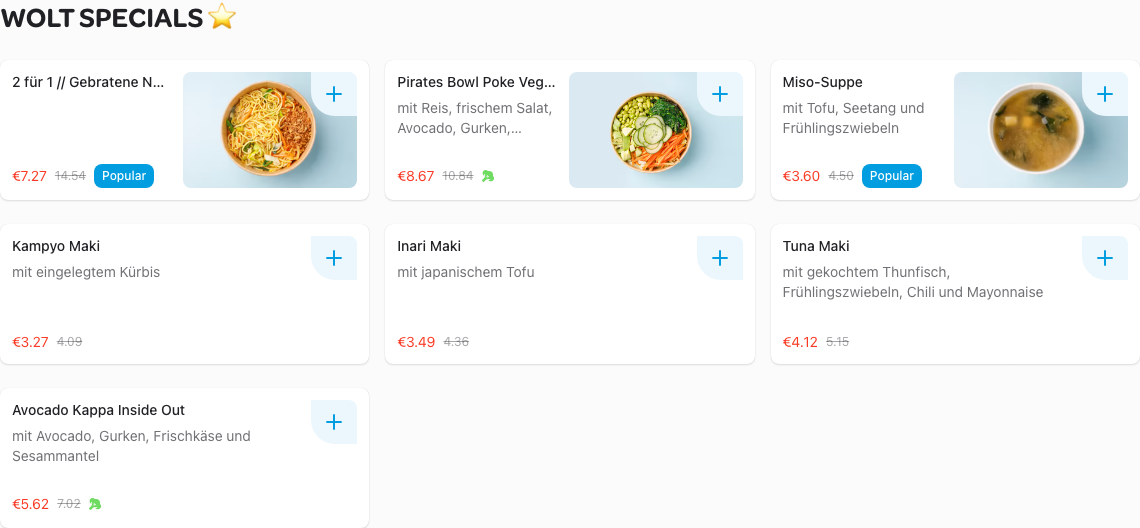 WOLT SPECIALS ⭐
2 für 1 // Gebratene N...
€7.27 14.54 Popular
Pirates Bowl Poke Veg...
mit Reis, frischem Salat,
Avocado, Gurken,...
€8.67 10.84
Miso-Suppe
mit Tofu, Seetang und
Frühlingszwiebeln
€3.60 4.50 Popular
Kampyo Maki
mit eingelegtem Kürbis
€3.27 4.09
Inari Maki
mit japanischem Tofu
€3.49 4.36
Tuna Maki
mit gekochtem Thunfisch,
Frühlingszwiebeln, Chili und Mayonnaise
€4.12 5.15
Avocado Kappa Inside Out
mit Avocado, Gurken, Frischkäse und
Sesammantel
€5.62 7.02